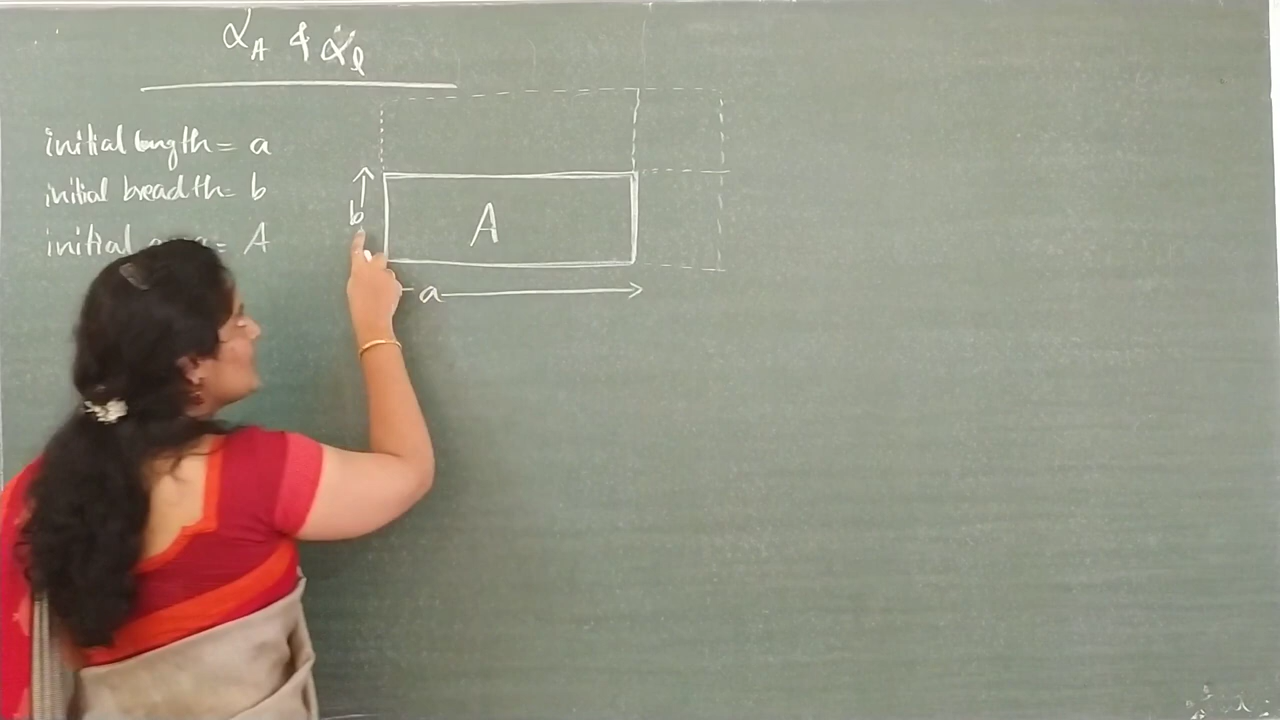 α_A & α_l
initial length = a
initial breadth = b
initial = A
b
A
a